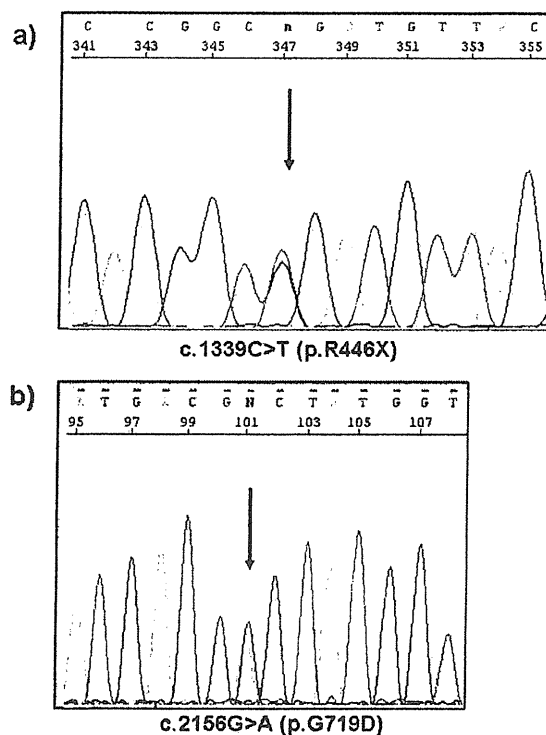 a)
C C G G C n G T G T T C
341 343 345 347 349 351 353 355
c.1339C>T (p.R446X)
b)
T G C G N C T T G G T
95 97 99 101 103 105 107
c.2156G>A (p.G719D)